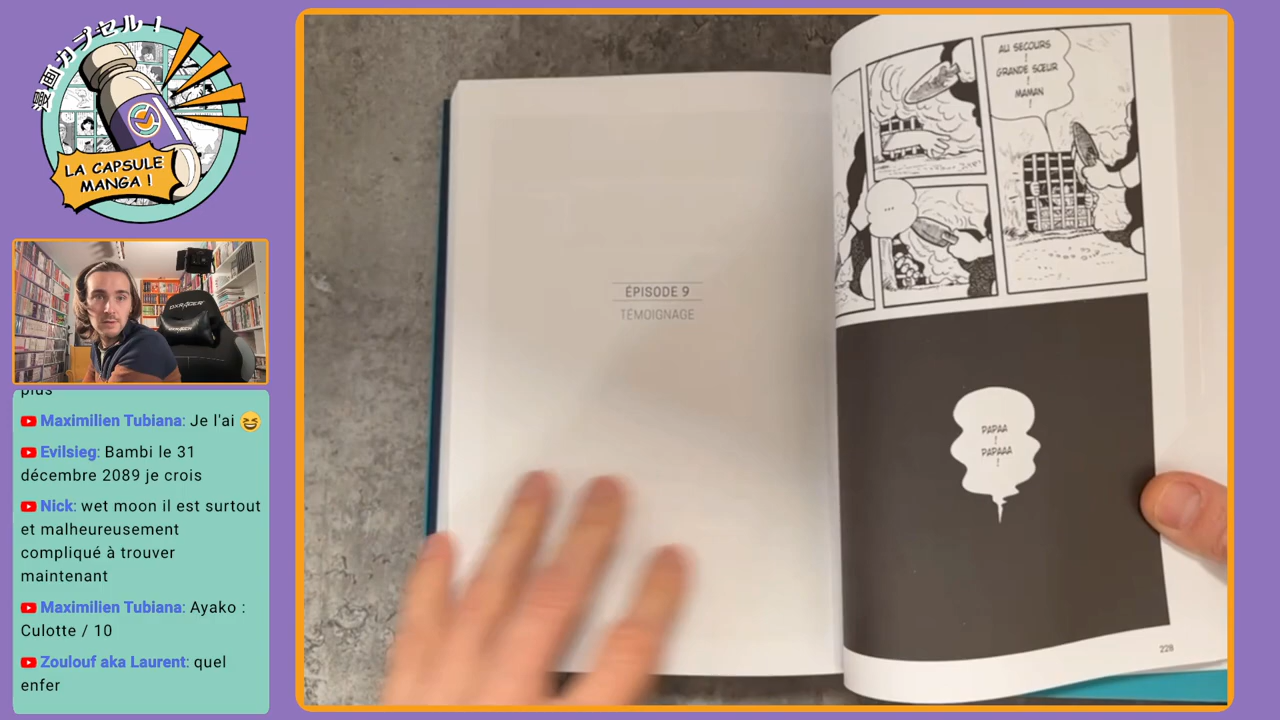 漫画カプセル!
LA CAPSULE
MANGA !
plus
Maximilien Tubiana: Je l'ai 😆
Evilsieg: Bambi le 31
décembre 2089 je crois
Nick: wet moon il est surtout
et malheureusement
compliqué à trouver
maintenant
Maximilien Tubiana: Ayako :
Culotte / 10
Zoulouf aka Laurent: quel
enfer
ÉPISODE 9
TÉMOIGNAGE
AU SECOURS
!
GRANDE SŒUR
!
MAMAN
!
...
PAPAA
!
PAPAAA
!
228